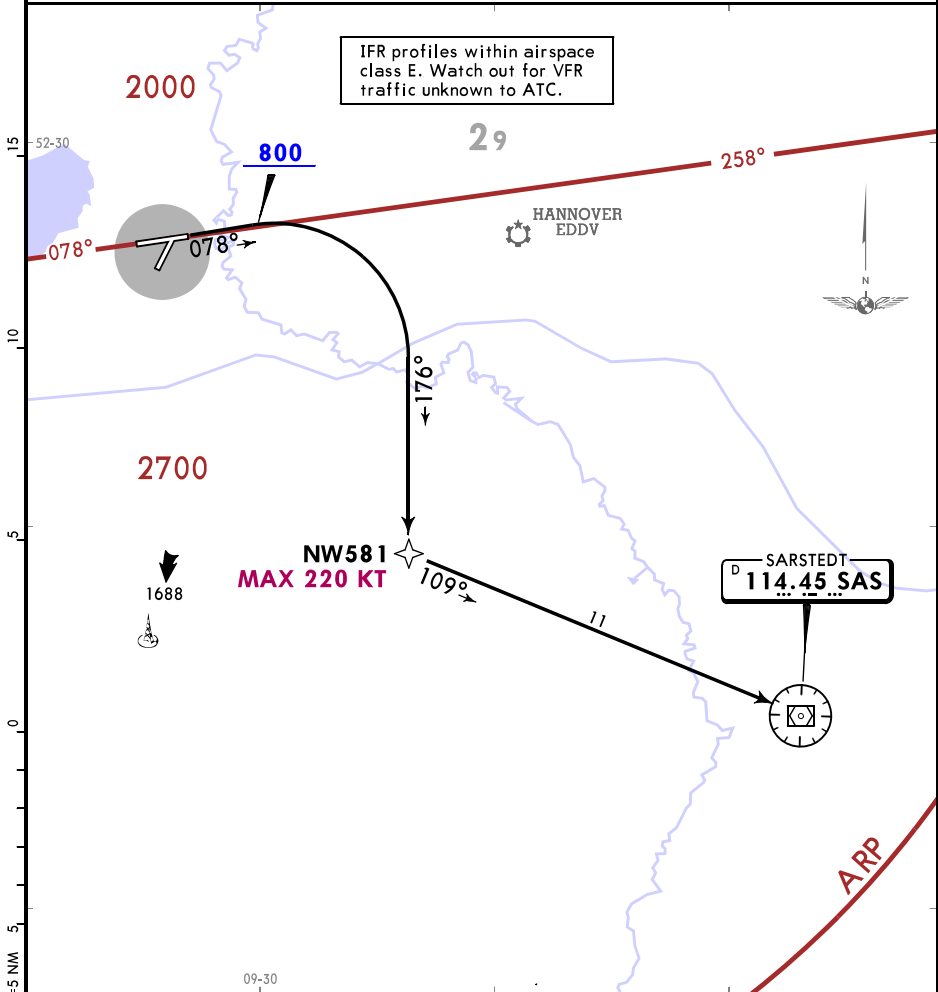 IFR profiles within airspace
class E. Watch out for VFR
traffic unknown to ATC.
2000
29
15
52-30
800
258°
HANNOVER
EDDV
078°
078°
N
10
176°
2700
5
NW581
MAX 220 KT
109°
11
SARSTEDT
D 114.45 SAS
1688
0
ARP
5
5 NM
09-30